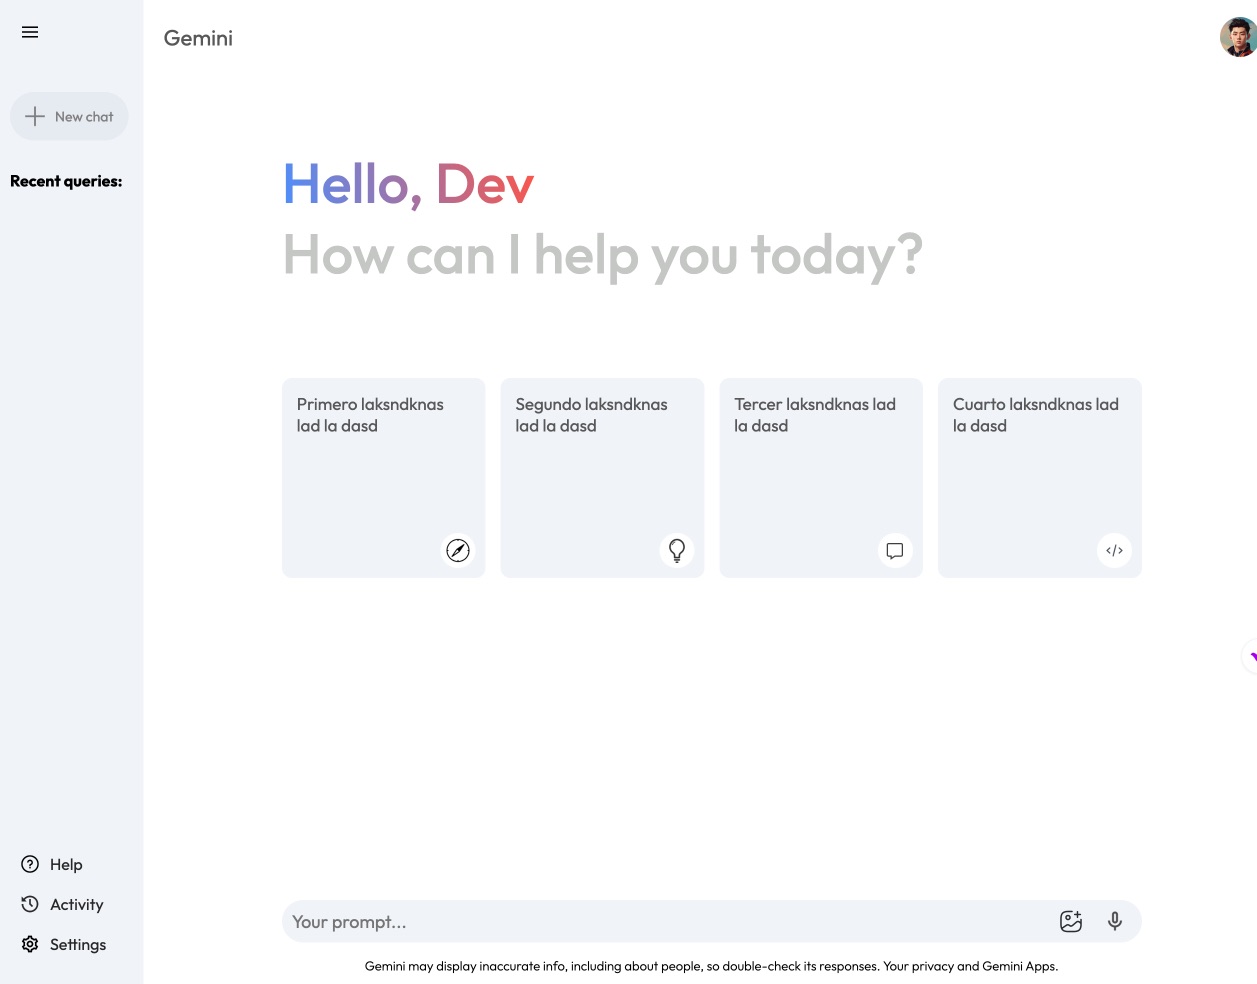 Gemini
New chat
Recent queries:
Hello, Dev
How can I help you today?
Primero laksndknas
lad la dasd
Segundo laksndknas
lad la dasd
Tercer laksndknas lad
la dasd
Cuarto laksndknas lad
la dasd
</>
Help
Activity
Settings
Your prompt...
Gemini may display inaccurate info, including about people, so double-check its responses. Your privacy and Gemini Apps.